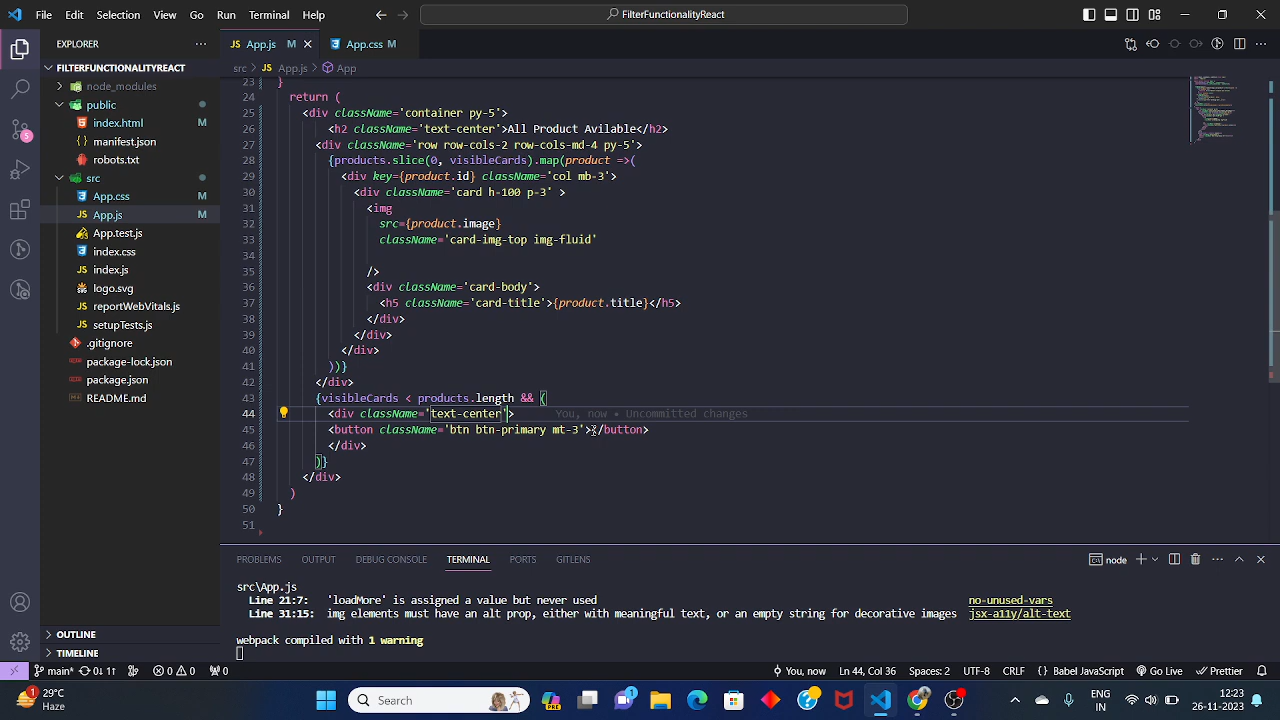 File Edit Selection View Go Run Terminal Help
FilterFunctionalityReact
EXPLORER
JS App.js M
App.css M
FILTERFUNCTIONALITYREACT
node_modules
public
index.html M
manifest.json
robots.txt
src
App.css M
App.js M
App.test.js
index.css
index.js
logo.svg
reportWebVitals.js
setupTests.js
.gitignore
package-lock.json
package.json
README.md
OUTLINE
TIMELINE
src > JS App.js > App
23 }
24 return (
25 <div className='container py-5'>
26 <h2 className='text-center'>All Product Avilable</h2>
27 <div className='row row-cols-2 row-cols-md-4 py-5'>
28 {products.slice(0, visibleCards).map(product =>(
29 <div key={product.id} className='col mb-3'>
30 <div className='card h-100 p-3' >
31 <img
32 src={product.image}
33 className='card-img-top img-fluid'
34
35 />
36 <div className='card-body'>
37 <h5 className='card-title'>{product.title}</h5>
38 </div>
39 </div>
40 </div>
41 ))}
42 </div>
43 {visibleCards < products.length && (
44 <div className='text-center'> You, now • Uncommitted changes
45 <button className='btn btn-primary mt-3'></button>
46 </div>
47 )}
48 </div>
49 )
50 }
51
PROBLEMS OUTPUT DEBUG CONSOLE TERMINAL PORTS GITLENS
node
src\App.js
Line 21:7: 'loadMore' is assigned a value but never used no-unused-vars
Line 31:15: img elements must have an alt prop, either with meaningful text, or an empty string for decorative images jsx-a11y/alt-text
webpack compiled with 1 warning
main* 0↓ 1↑ 0 0 0 You, now Ln 44, Col 36 Spaces: 2 UTF-8 CRLF {} Babel JavaScript Go Live Prettier
29°C
Haze
Search
ENG
IN
12:23
26-11-2023